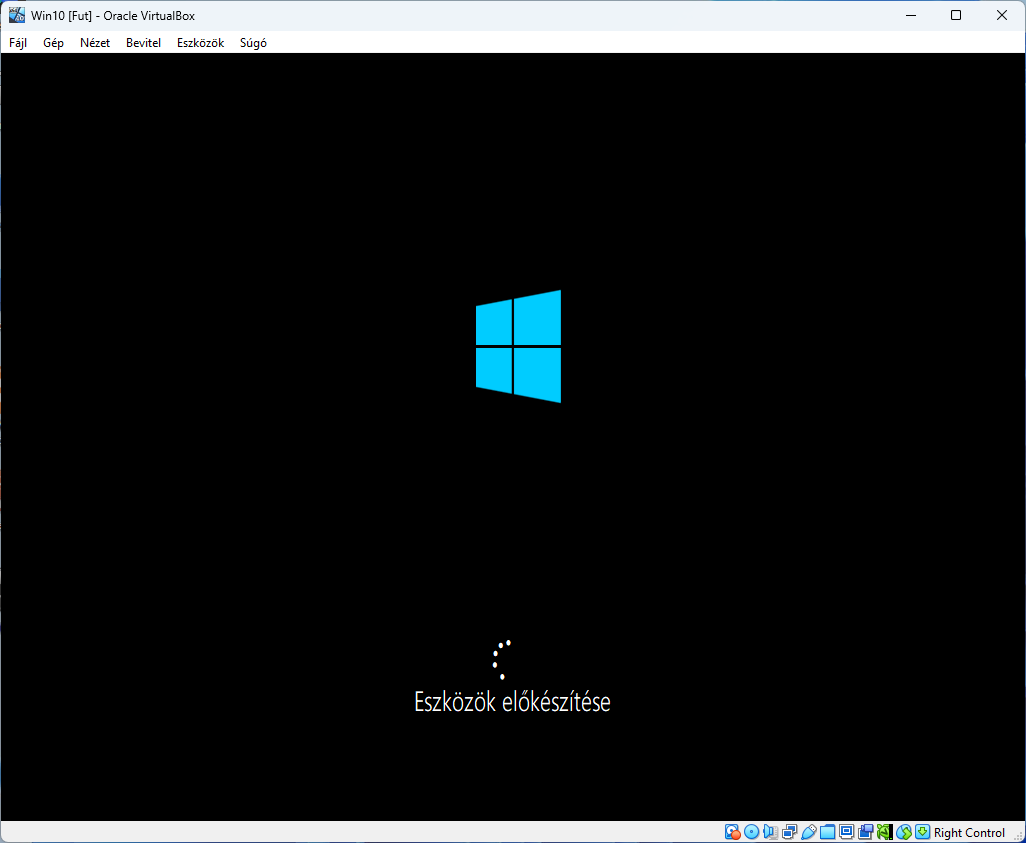 Win10 [Fut] - Oracle VirtualBox
Fájl Gép Nézet Bevitel Eszközök Súgó
Eszközök előkészítése
Right Control